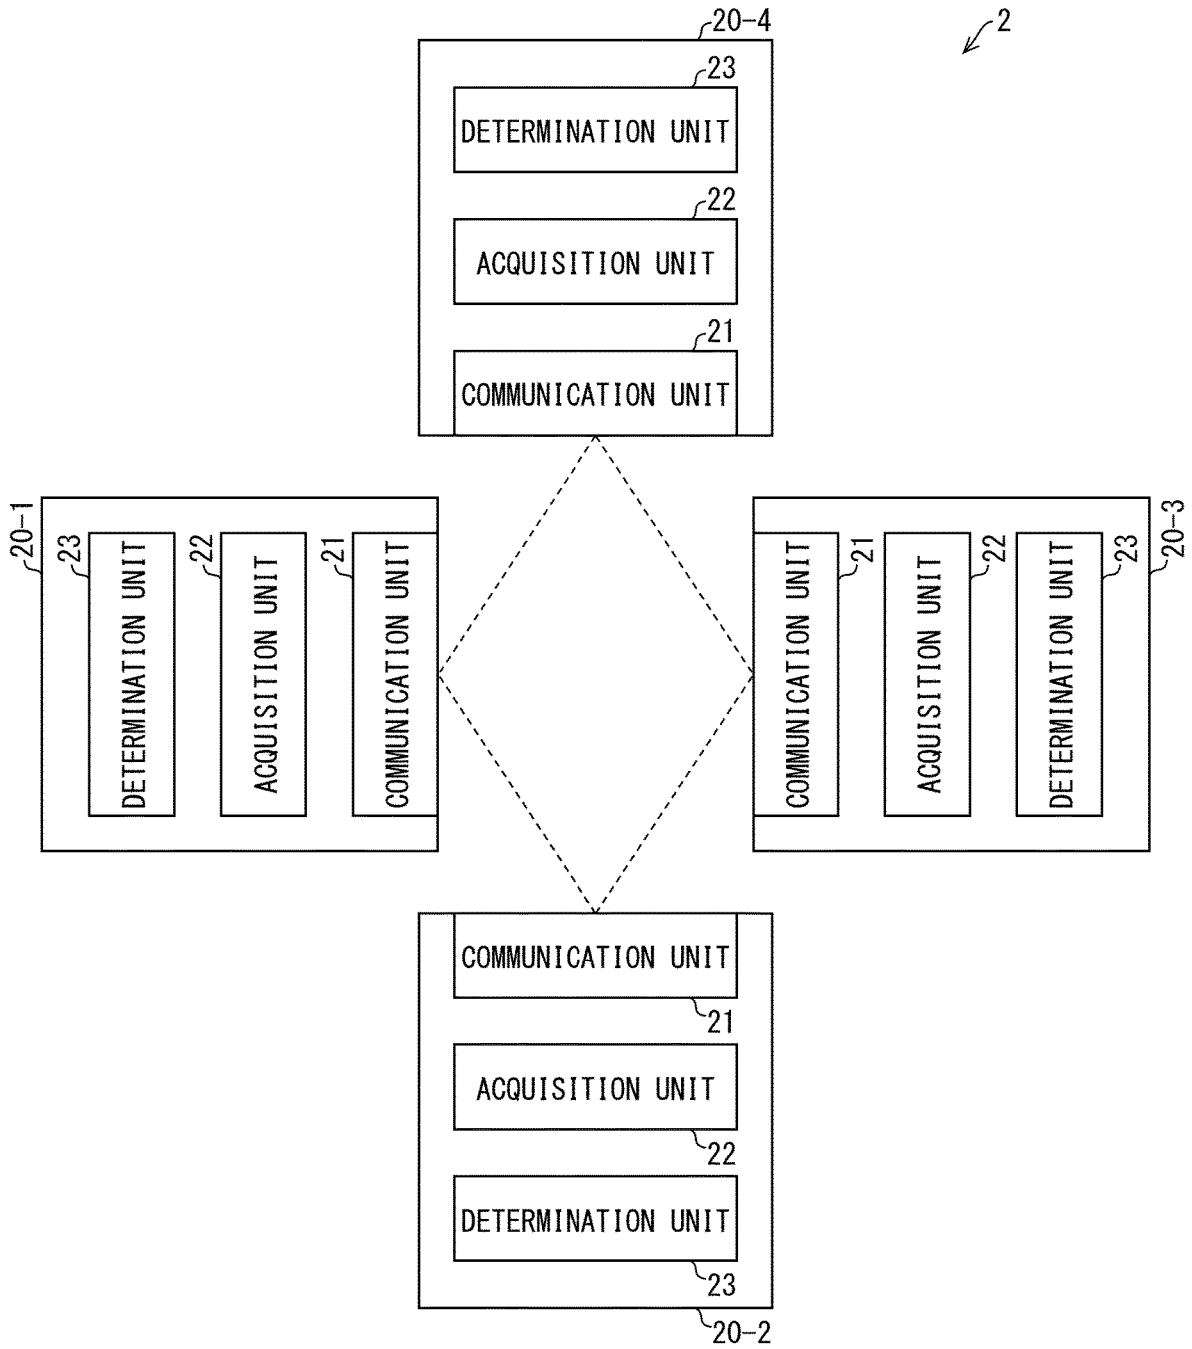 20-4
2
23
DETERMINATION UNIT
22
ACQUISITION UNIT
21
COMMUNICATION UNIT
20-1
23
DETERMINATION UNIT
22
ACQUISITION UNIT
21
COMMUNICATION UNIT
COMMUNICATION UNIT
21
ACQUISITION UNIT
22
DETERMINATION UNIT
23
20-3
COMMUNICATION UNIT
21
ACQUISITION UNIT
22
DETERMINATION UNIT
23
20-2